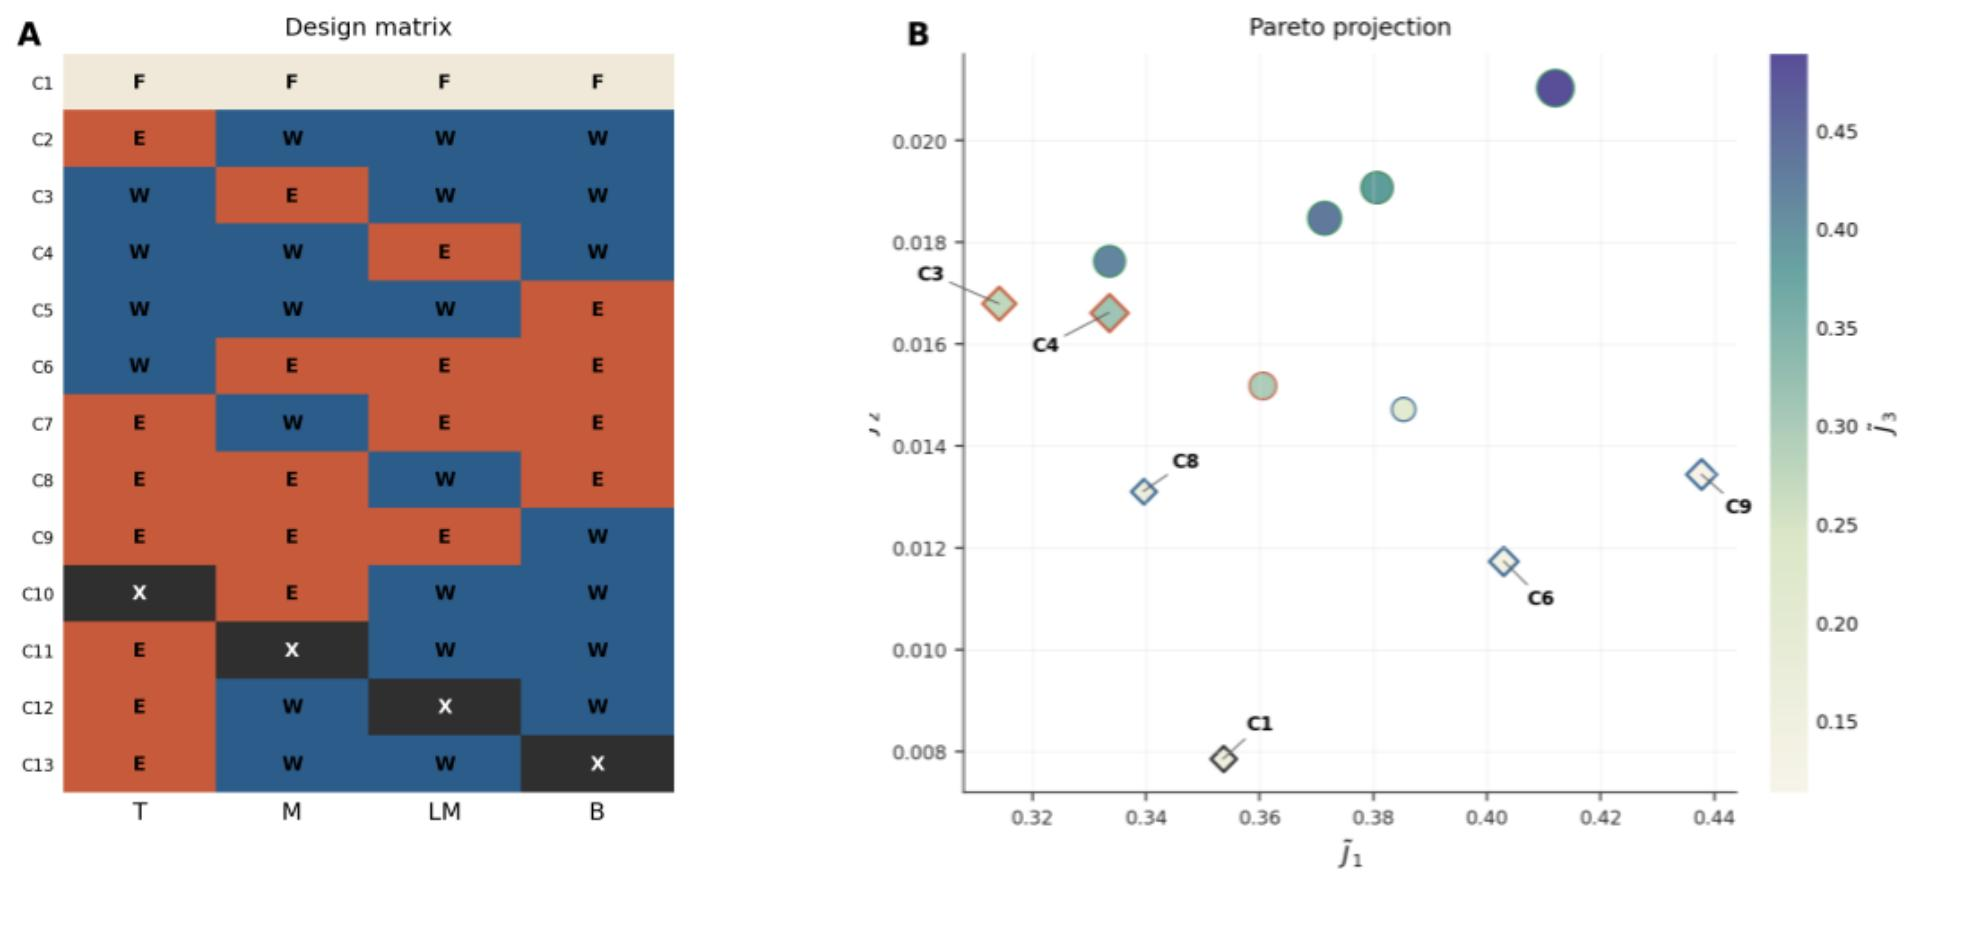 A Design matrix
C1 F F F F
C2 E W W W
C3 W E W W
C4 W W E W
C5 W W W E
C6 W E E E
C7 E W E E
C8 E E W E
C9 E E E W
C10 X E W W
C11 E X W W
C12 E W X W
C13 E W W X
T M LM B
B Pareto projection
0.020
0.018
0.016
0.014
0.012
0.010
0.008
C3
C4
C8
C9
C6
C1
0.32 0.34 0.36 0.38 0.40 0.42 0.44
J̃1
0.45
0.40
0.35
0.30
0.25
0.20
0.15
J̃3